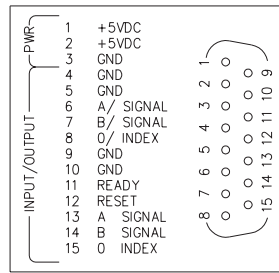 PWR
1 +5VDC
2 +5VDC
3 GND
INPUT/OUTPUT
4 GND
5 GND
6 A/ SIGNAL
7 B/ SIGNAL
8 0/ INDEX
9 GND
10 GND
11 READY
12 RESET
13 A SIGNAL
14 B SIGNAL
15 0 INDEX
1 2 3 4 5 6 7 8
9 10 11 12 13 14 15